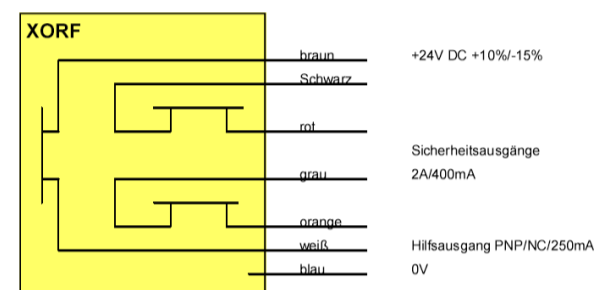 XORF
braun +24V DC +10%/-15%
Schwarz
rot
Sicherheitsausgänge
grau 2A/400mA
orange
weiß Hilfsausgang PNP/NC/250mA
blau 0V